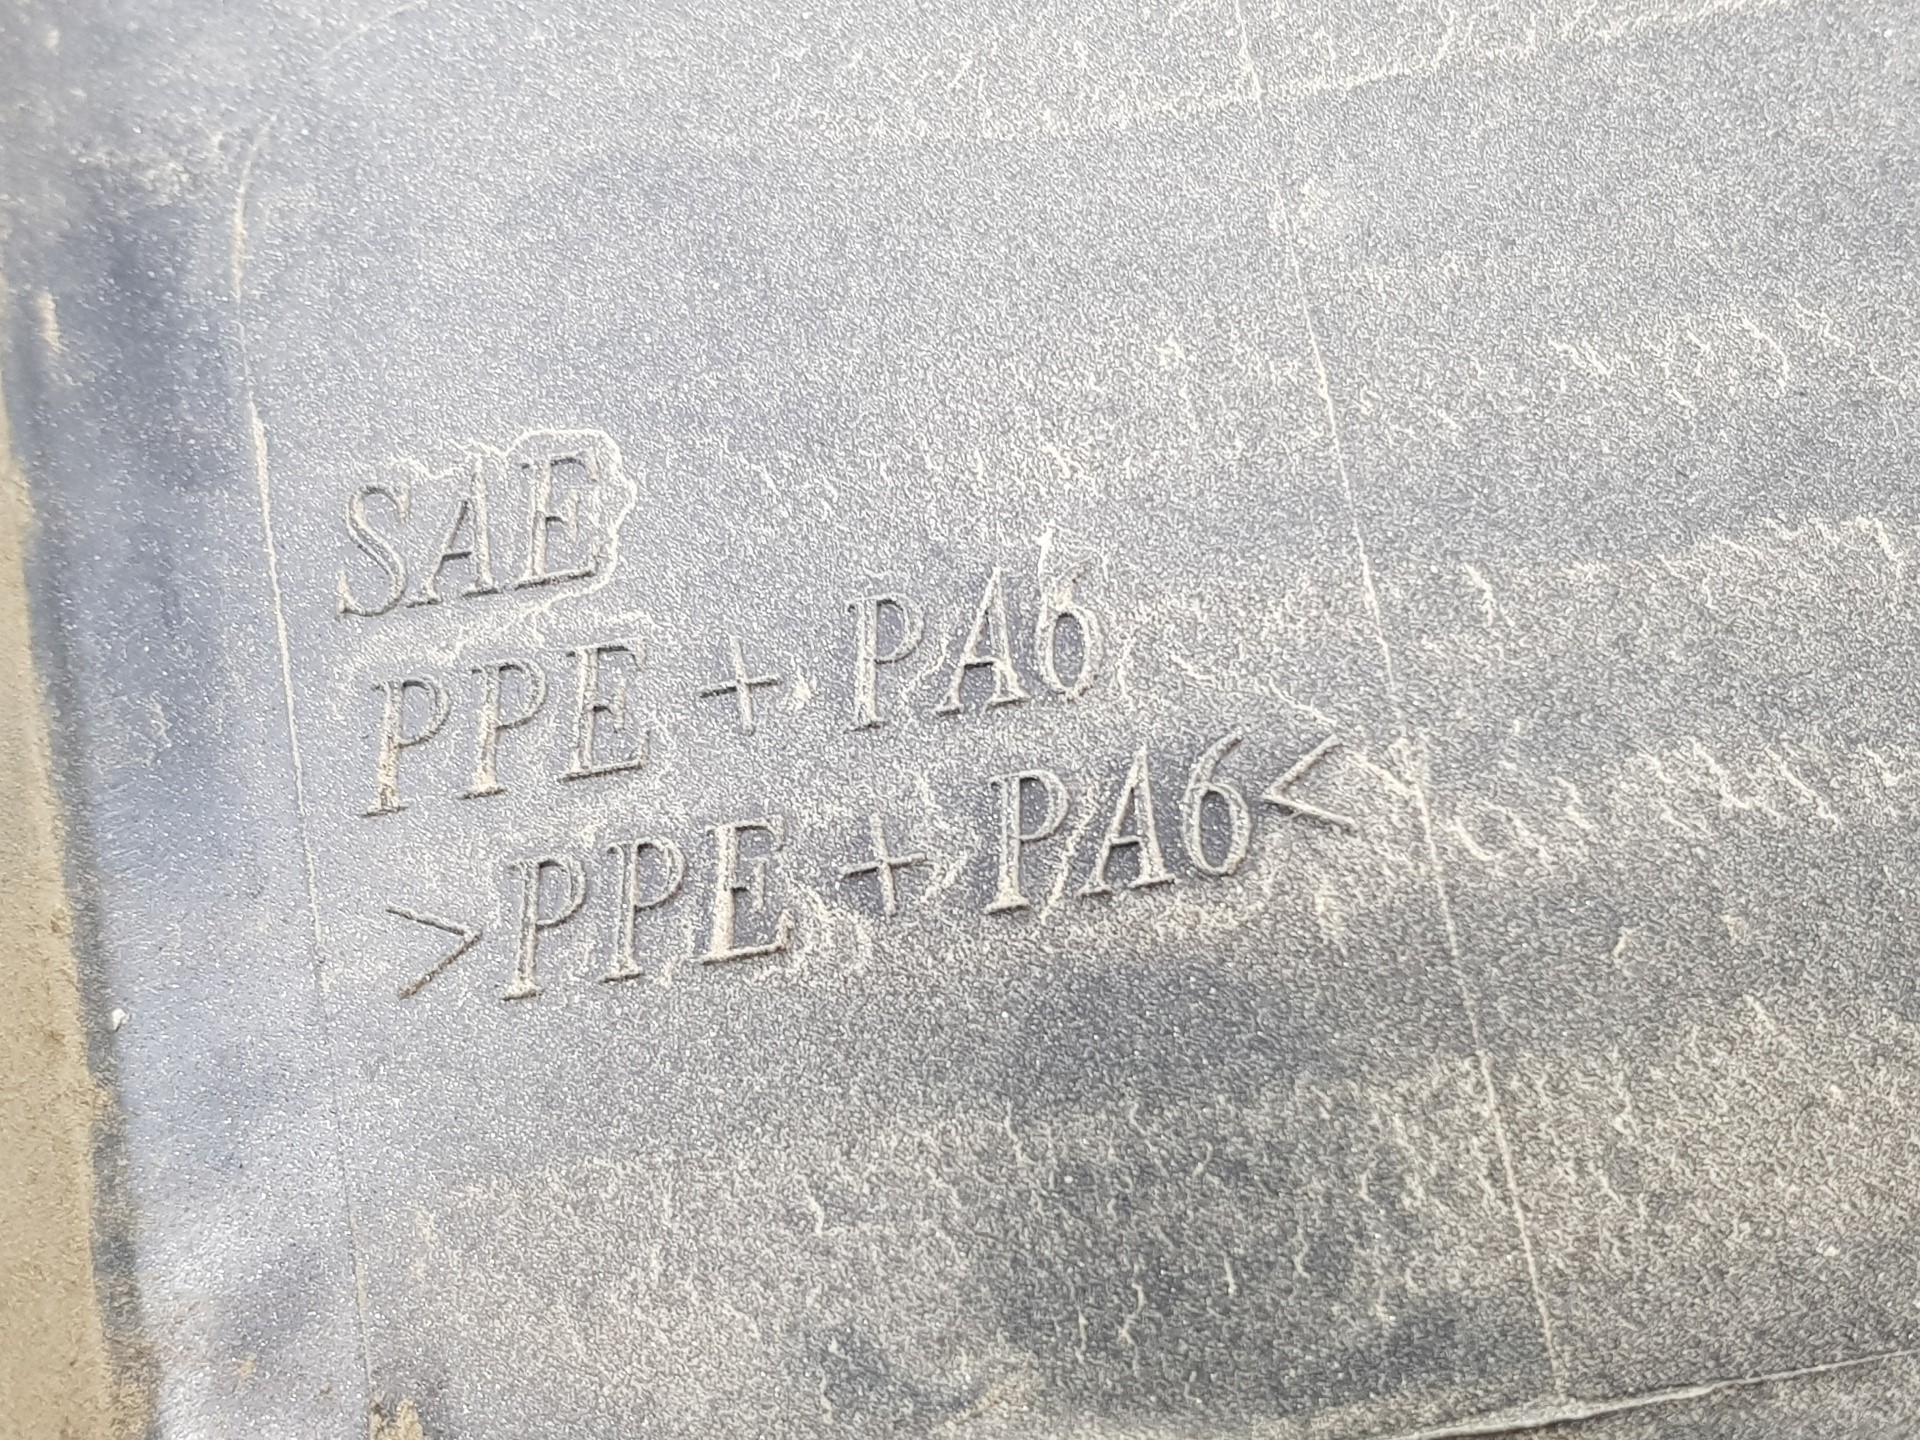 SAE
PPE + PA6
>PPE + PA6<